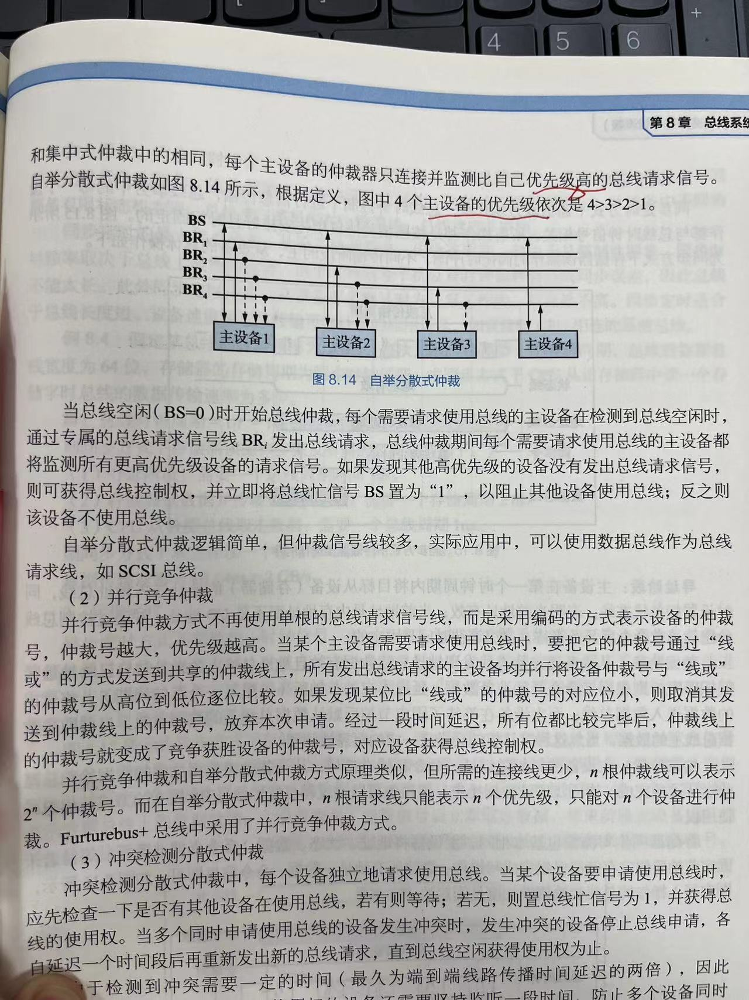 4 5 6 +
第 8 章 总线系统
和集中式仲裁中的相同，每个主设备的仲裁器只连接并监测比自己优先级高的总线请求信号。
自举分散式仲裁如图 8.14 所示，根据定义，图中 4 个主设备的优先级依次是 4>3>2>1。
BS
BR₁
BR₂
BR₃
BR₄
主设备1 主设备2 主设备3 主设备4
图 8.14 自举分散式仲裁
当总线空闲（BS=0）时开始总线仲裁，每个需要请求使用总线的主设备在检测到总线空闲时，
通过专属的总线请求信号线 BRᵢ 发出总线请求，总线仲裁期间每个需要请求使用总线的主设备都
将监测所有更高优先级设备的请求信号。如果发现其他高优先级的设备没有发出总线请求信号，
则可获得总线控制权，并立即将总线忙信号 BS 置为“1”，以阻止其他设备使用总线；反之则
该设备不使用总线。
自举分散式仲裁逻辑简单，但仲裁信号线较多，实际应用中，可以使用数据总线作为总线
请求线，如 SCSI 总线。
（2）并行竞争仲裁
并行竞争仲裁方式不再使用单根的总线请求信号线，而是采用编码的方式表示设备的仲裁
号，仲裁号越大，优先级越高。当某个主设备需要请求使用总线时，要把它的仲裁号通过“线
或”的方式发送到共享的仲裁线上，所有发出总线请求的主设备均并行将设备仲裁号与“线或”
的仲裁号从高位到低位逐位比较。如果发现某位比“线或”的仲裁号的对应位小，则取消其发
送到仲裁线上的仲裁号，放弃本次申请。经过一段时间延迟，所有位都比较完毕后，仲裁线上
的仲裁号就变成了竞争获胜设备的仲裁号，对应设备获得总线控制权。
并行竞争仲裁和自举分散式仲裁方式原理类似，但所需的连接线更少，n 根仲裁线可以表示
2ⁿ 个仲裁号。而在自举分散式仲裁中，n 根请求线只能表示 n 个优先级，只能对 n 个设备进行仲
裁。Furturebus+ 总线中采用了并行竞争仲裁方式。
（3）冲突检测分散式仲裁
冲突检测分散式仲裁中，每个设备独立地请求使用总线。当某个设备要申请使用总线时，
应先检查一下是否有其他设备在使用总线，若有则等待；若无，则置总线忙信号为 1，并获得总
线的使用权。当多个同时申请使用总线的设备发生冲突时，发生冲突的设备停止总线申请，各
自延迟一个时间段后再重新发出新的总线请求，直到总线空闲获得使用权为止。
于检测到冲突需要一定的时间（最久为端到端线路传播时间延迟的两倍），因此
的设备还需要坚持监听一段时间，防止多个设备同时